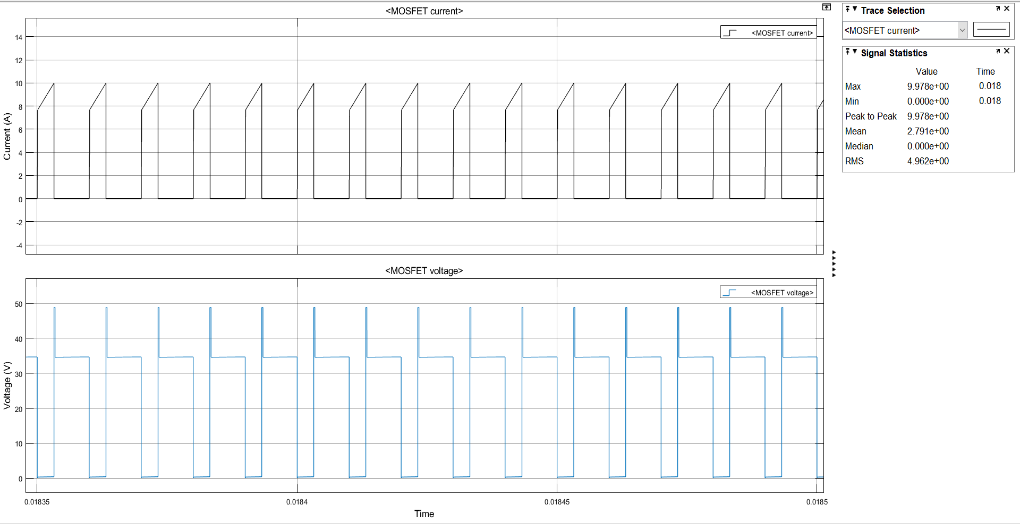 <MOSFET current>
<MOSFET current>
14
12
10
8
6
4
2
0
-2
-4
Current (A)
<MOSFET voltage>
<MOSFET voltage>
50
40
30
20
10
0
Voltage (V)
0.01835 0.0184 0.01845 0.0185
Time
Trace Selection
<MOSFET current>
Signal Statistics
Value Time
Max 9.978e+00 0.018
Min 0.000e+00 0.018
Peak to Peak 9.978e+00
Mean 2.791e+00
Median 0.000e+00
RMS 4.962e+00